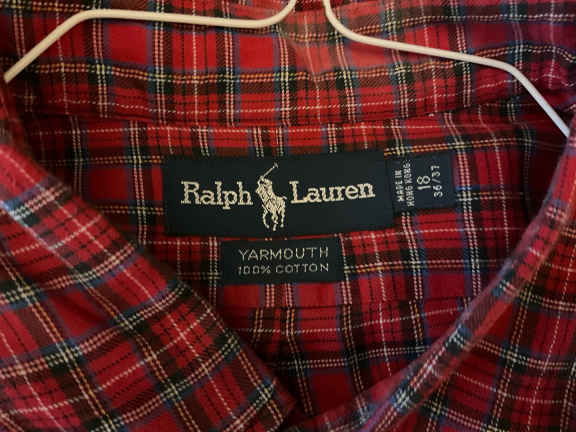 Ralph Lauren
MADE IN
HONG KONG
18
36/37
YARMOUTH
100% COTTON